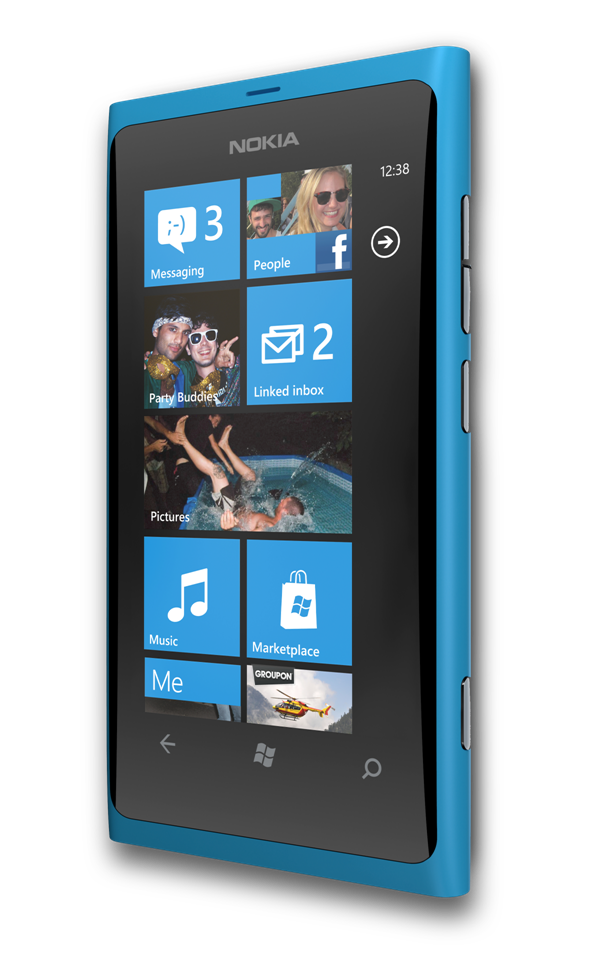 NOKIA
12:38
;-) 3
Messaging
People
f
Party Buddies
2
Linked inbox
Pictures
Music
Marketplace
Me
GROUPON